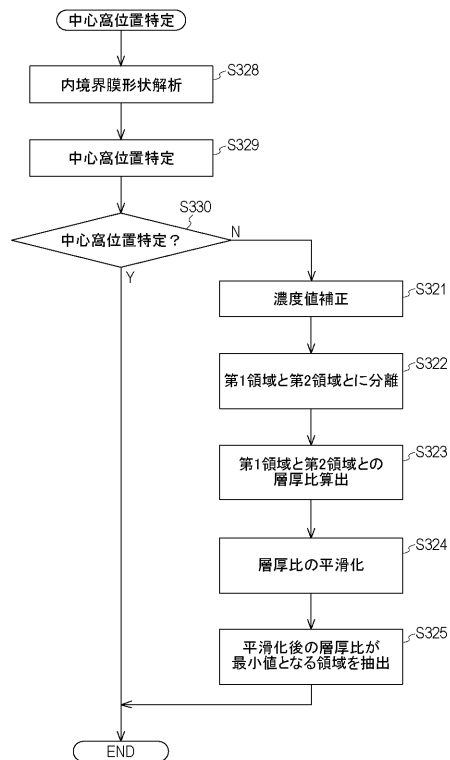 中心窩位置特定
S328
内境界膜形状解析
S329
中心窩位置特定
S330
中心窩位置特定？
N
Y
S321
濃度値補正
S322
第1領域と第2領域とに分離
S323
第1領域と第2領域との
層厚比算出
S324
層厚比の平滑化
S325
平滑化後の層厚比が
最小値となる領域を抽出
END